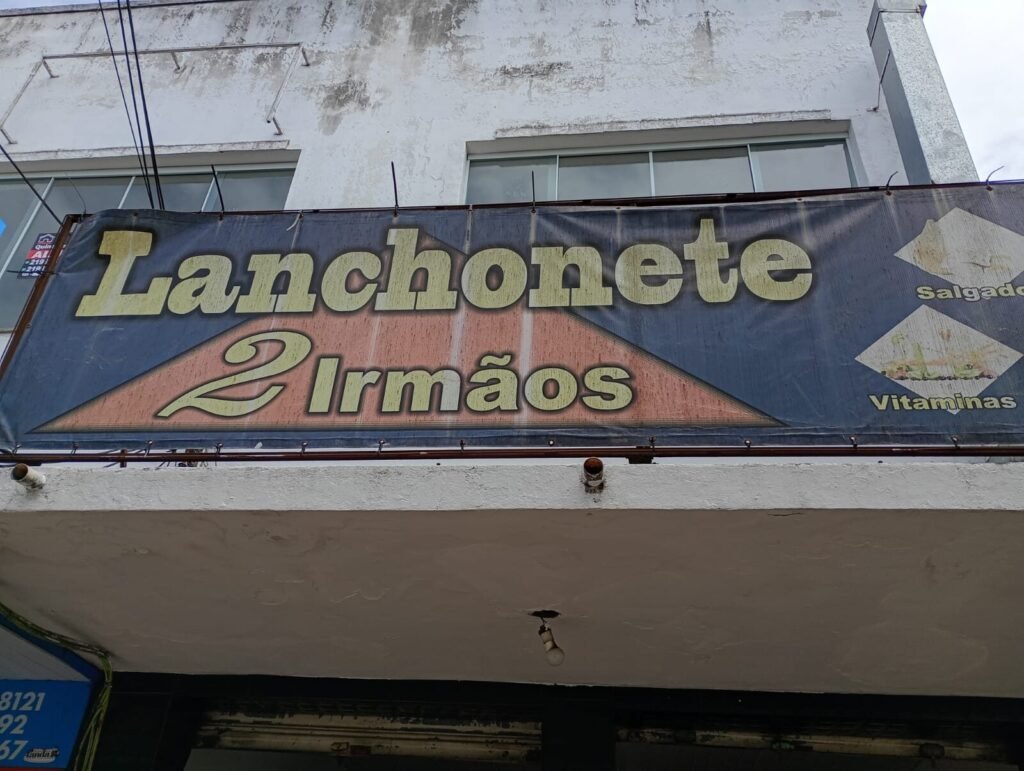 Lanchonete
2 Irmãos
Salgado
Vitaminas
8121
92
67